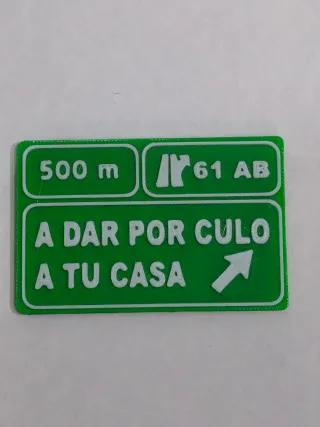 500 m
61 AB
A DAR POR CULO
A TU CASA